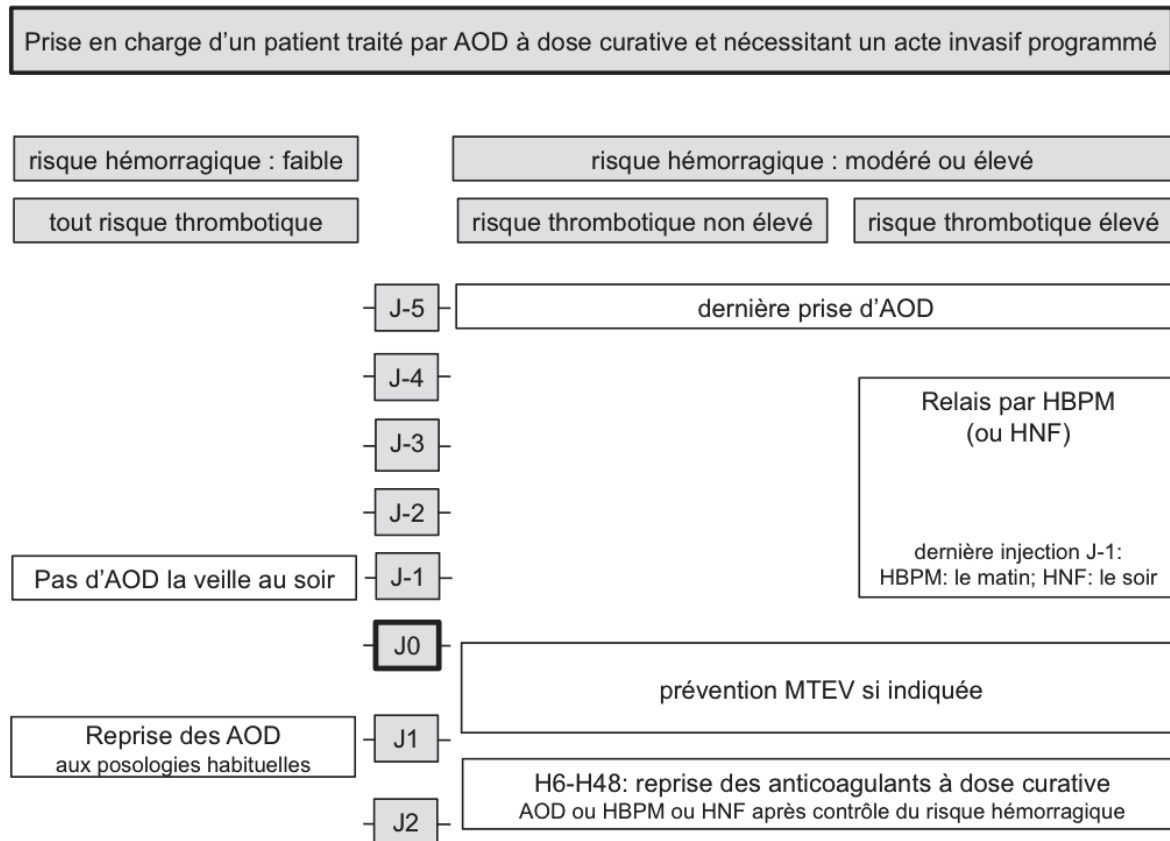 Prise en charge d'un patient traité par AOD à dose curative et nécessitant un acte invasif programmé
risque hémorragique : faible
risque hémorragique : modéré ou élevé
tout risque thrombotique
risque thrombotique non élevé
risque thrombotique élevé
J-5
dernière prise d'AOD
J-4
Relais par HBPM
(ou HNF)
J-3
J-2
dernière injection J-1:
HBPM: le matin; HNF: le soir
Pas d'AOD la veille au soir
J-1
J0
prévention MTEV si indiquée
Reprise des AOD
aux posologies habituelles
J1
H6-H48: reprise des anticoagulants à dose curative
AOD ou HBPM ou HNF après contrôle du risque hémorragique
J2